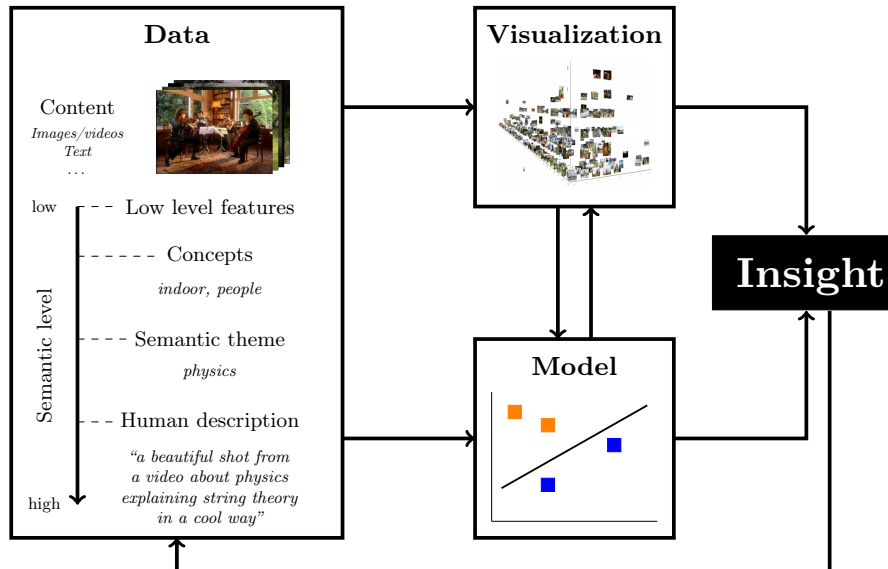 Data
Content
Images/videos
Text
...
low
Low level features
Concepts
indoor, people
Semantic level
Semantic theme
physics
Human description
“a beautiful shot from
a video about physics
explaining string theory
in a cool way”
high
Visualization
Model
Insight